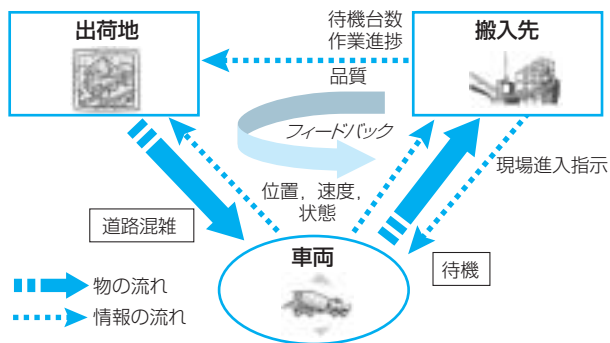 出荷地
待機台数
作業進捗
搬入先
品質
フィードバック
現場進入指示
位置，速度，
状態
道路混雑
車両
待機
物の流れ
情報の流れ